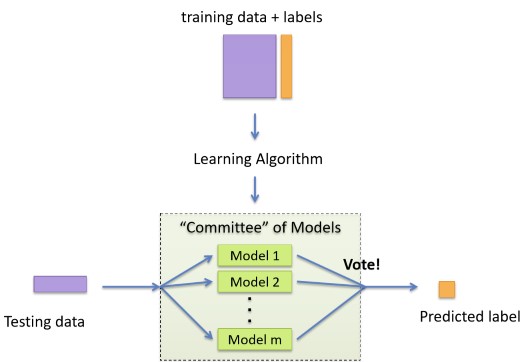 training data + labels
Learning Algorithm
“Committee” of Models
Model 1
Vote!
Model 2
Model m
Testing data
Predicted label